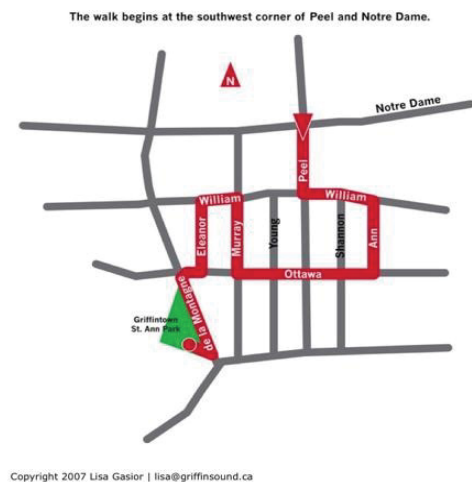 The walk begins at the southwest corner of Peel and Notre Dame.
N
Notre Dame
Peel
William
William
Eleanor
Murray
Young
Shannon
Ann
Ottawa
de la Montagne
Griffintown
St. Ann Park
Copyright 2007 Lisa Gasior | lisa@griffinsound.ca